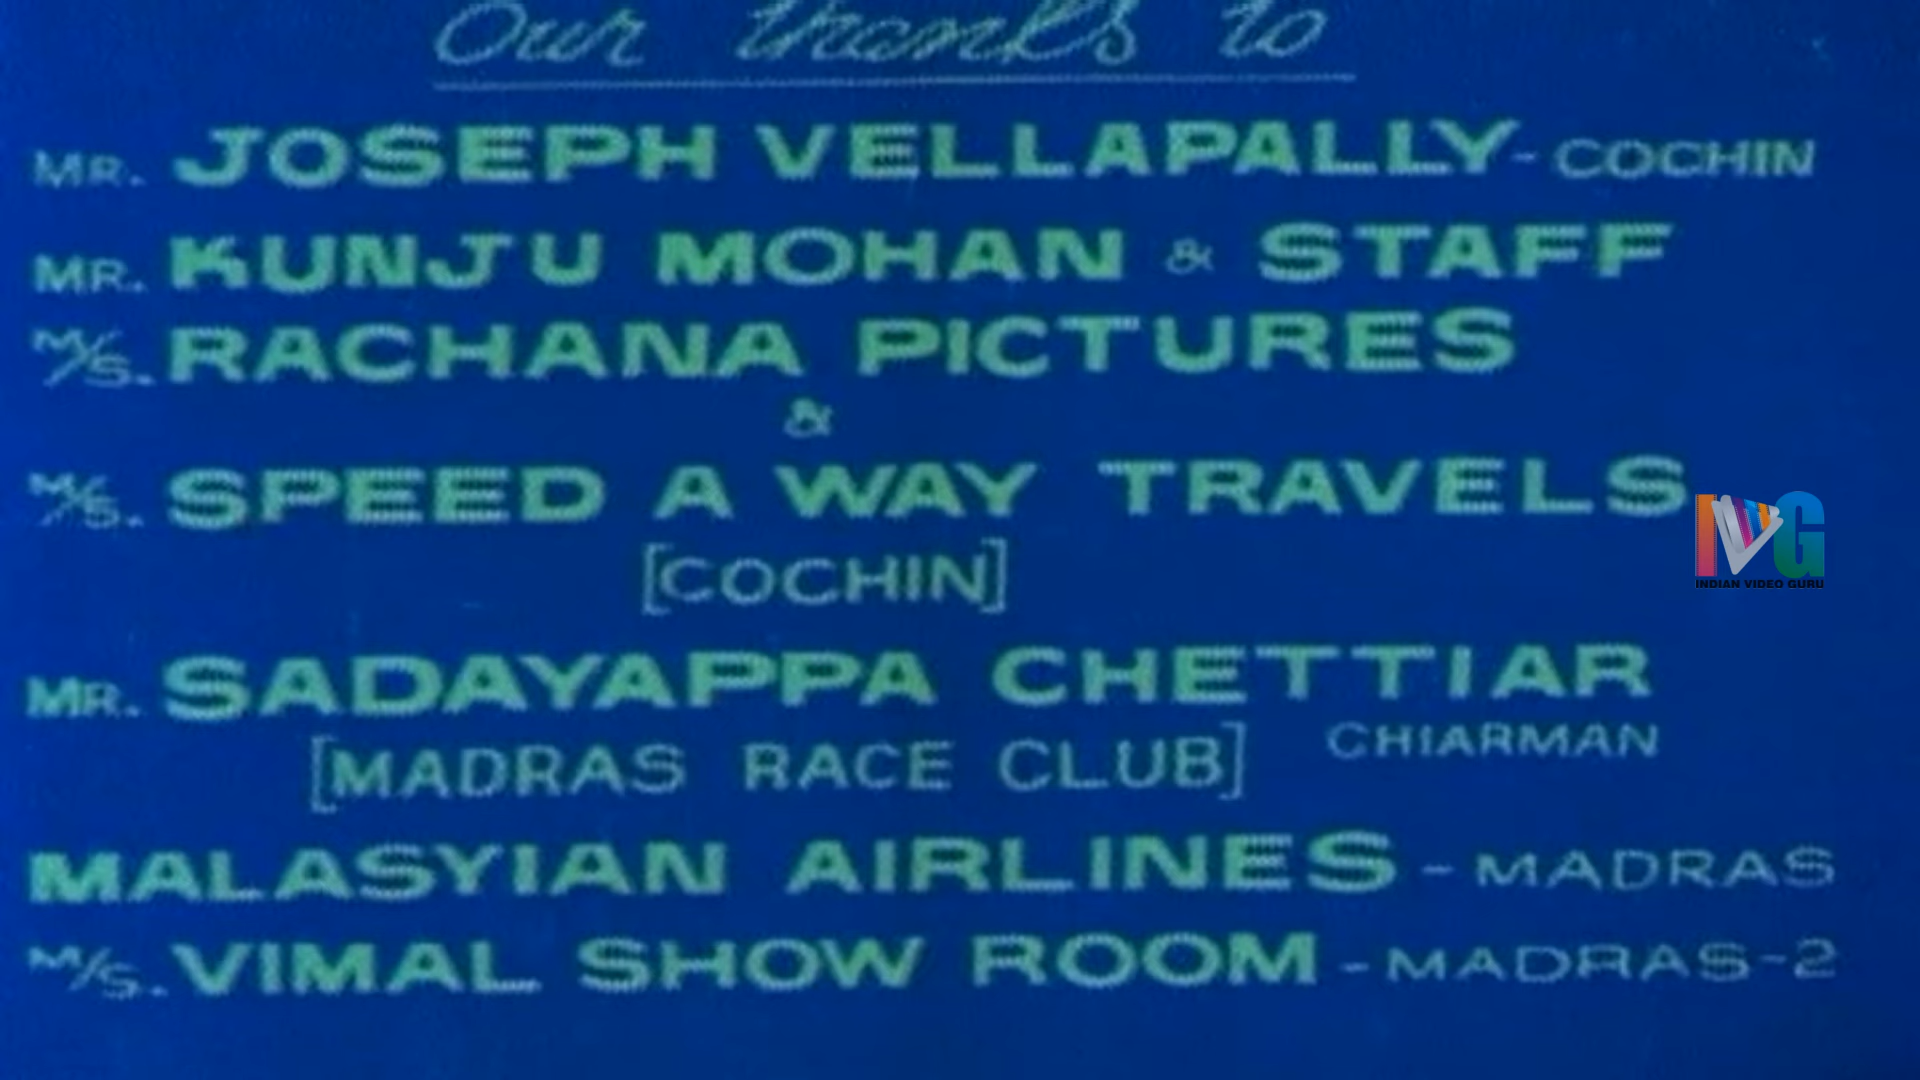 Our thanks to
MR. JOSEPH VELLAPALLY - COCHIN
MR. KUNJU MOHAN & STAFF
M/S. RACHANA PICTURES
&
M/S. SPEED A WAY TRAVELS
[COCHIN]
MR. SADAYAPPA CHETTIAR
[MADRAS RACE CLUB] CHIARMAN
MALASYIAN AIRLINES - MADRAS
M/S. VIMAL SHOW ROOM - MADRAS-2
IVG
INDIAN VIDEO GURU